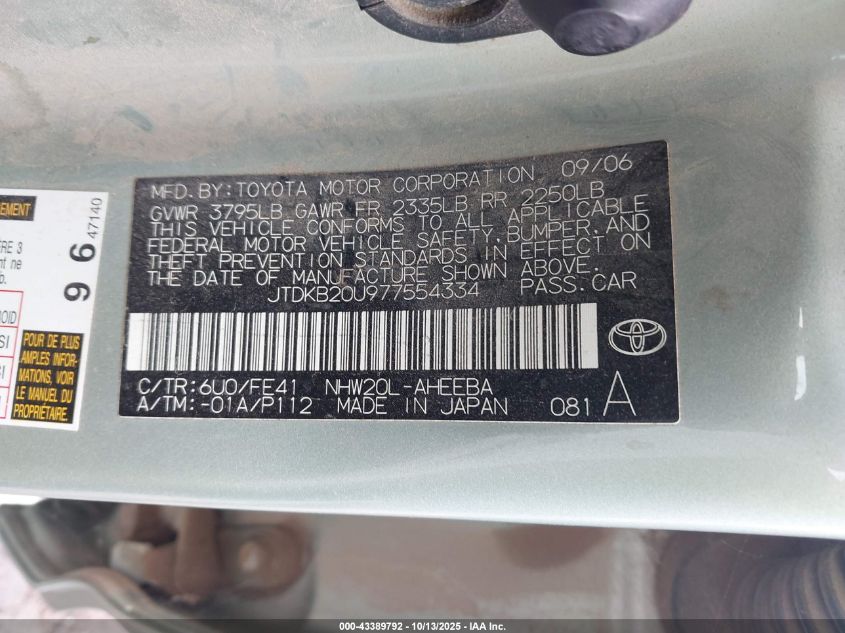 MFD. BY: TOYOTA MOTOR CORPORATION 09/06
GVWR 3795LB GAWR FR 2335LB RR 2250LB
THIS VEHICLE CONFORMS TO ALL APPLICABLE
FEDERAL MOTOR VEHICLE SAFETY, BUMPER, AND
THEFT PREVENTION STANDARDS IN EFFECT ON
THE DATE OF MANUFACTURE SHOWN ABOVE.
JTDKB20U977554334 PASS. CAR
C/TR: 6U0/FE41 NHW20L-AHEEBA
A/TM: -01A/P112 MADE IN JAPAN 081 A
96
47140
POUR DE PLUS
AMPLES INFOR-
MATIONS, VOIR
LE MANUEL DU
PROPRIÉTAIRE.
000-43389792 - 10/13/2025 - IAA Inc.